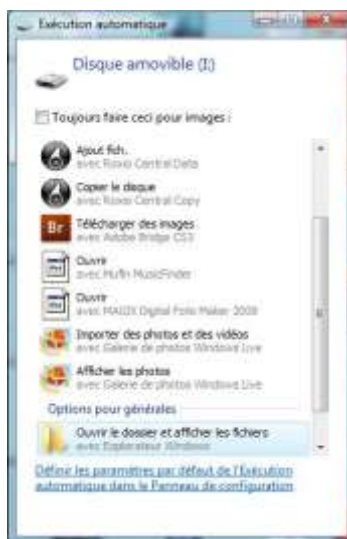 Exécution automatique
Disque amovible (I:)
Toujours faire ceci pour images :
Ajout fich.
avec Roxio Central Data
Copier le disque
avec Roxio Central Copy
Br
Télécharger des images
avec Adobe Bridge CS3
Ouvrir
avec Mufin MusicFinder
Ouvrir
avec MAGIX Digital Foto Maker 2008
Importer des photos et des vidéos
avec Galerie de photos Windows Live
Afficher les photos
avec Galerie de photos Windows Live
Options pour générales
Ouvrir le dossier et afficher les fichiers
avec Explorateur Windows
Définir les paramètres par défaut de l'Exécution
automatique dans le Panneau de configuration